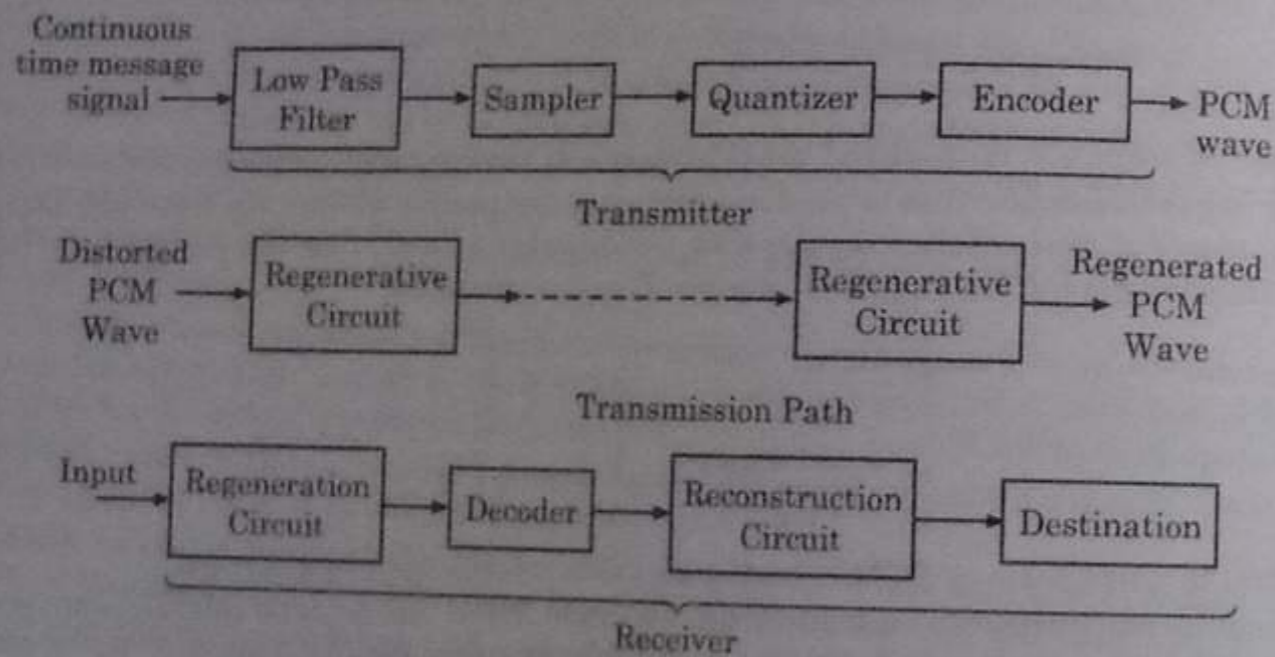 Continuous
time message
signal
Low Pass
Filter
Sampler
Quantizer
Encoder
PCM
wave
Transmitter
Distorted
PCM
Wave
Regenerative
Circuit
Regenerative
Circuit
Regenerated
PCM
Wave
Transmission Path
Input
Regeneration
Circuit
Decoder
Reconstruction
Circuit
Destination
Receiver